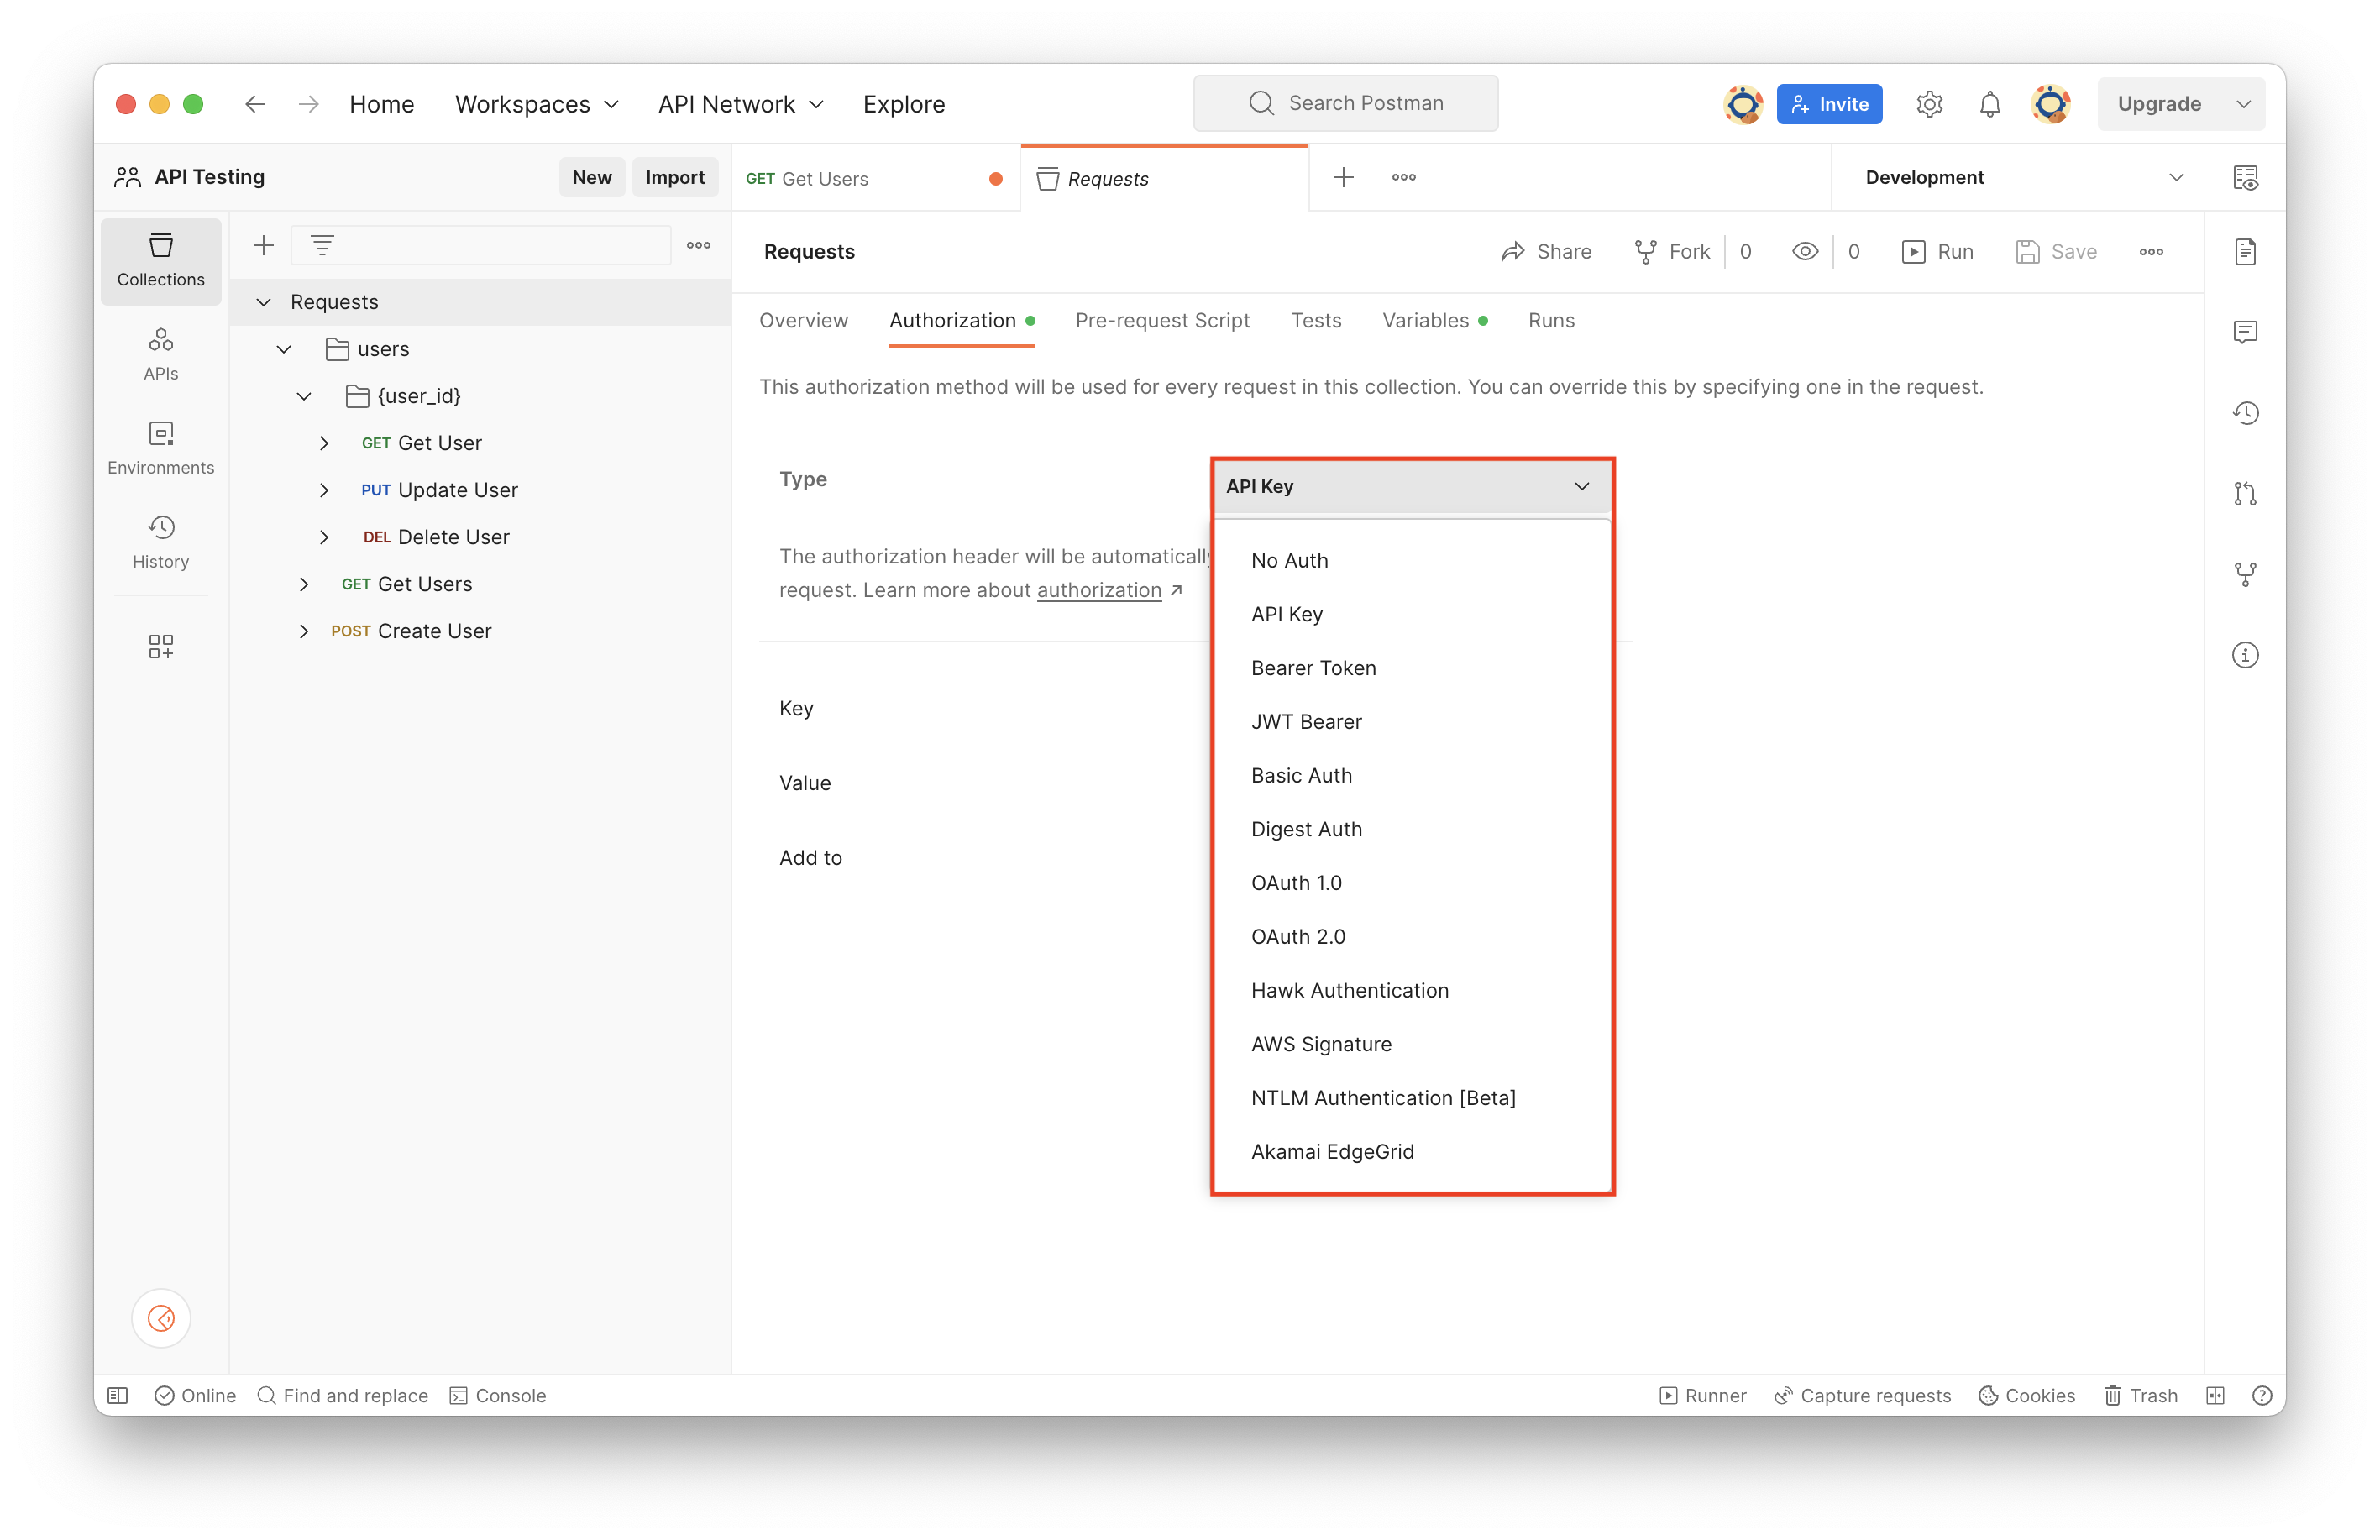 Home Workspaces API Network Explore Search Postman Invite Upgrade
API Testing New Import GET Get Users Requests Development
Collections
APIs
Environments
History
Requests
users
{user_id}
GET Get User
PUT Update User
DEL Delete User
GET Get Users
POST Create User
Requests Share Fork 0 0 Run Save
Overview Authorization Pre-request Script Tests Variables Runs
This authorization method will be used for every request in this collection. You can override this by specifying one in the request.
Type
The authorization header will be automatically
request. Learn more about authorization
Key
Value
Add to
API Key
No Auth
API Key
Bearer Token
JWT Bearer
Basic Auth
Digest Auth
OAuth 1.0
OAuth 2.0
Hawk Authentication
AWS Signature
NTLM Authentication [Beta]
Akamai EdgeGrid
Online Find and replace Console Runner Capture requests Cookies Trash